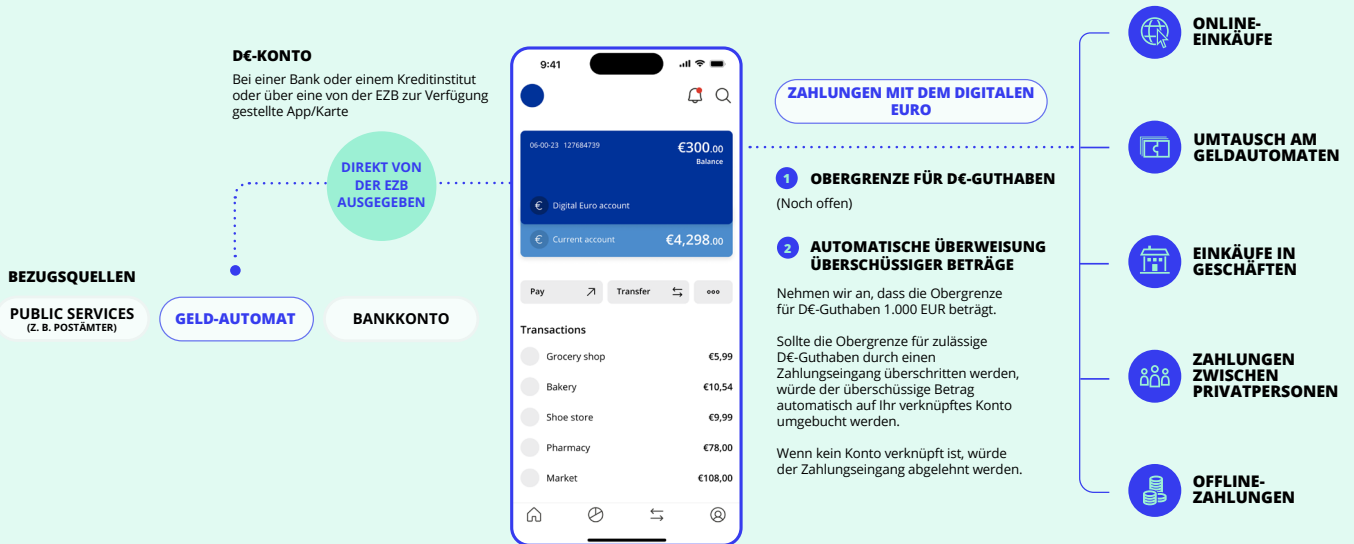 D€-KONTO
Bei einer Bank oder einem Kreditinstitut
oder über eine von der EZB zur Verfügung
gestellte App/Karte
DIREKT VON
DER EZB
AUSGEGEBEN
BEZUGSQUELLEN
PUBLIC SERVICES
(Z. B. POSTÄMTER)
GELD-AUTOMAT
BANKKONTO
9:41
06-00-23 127684739
€300.00
Balance
€ Digital Euro account
€ Current account €4,298.00
Pay
Transfer
Transactions
Grocery shop €5,99
Bakery €10,54
Shoe store €9,99
Pharmacy €78,00
Market €108,00
ZAHLUNGEN MIT DEM DIGITALEN
EURO
1 OBERGRENZE FÜR D€-GUTHABEN
(Noch offen)
2 AUTOMATISCHE ÜBERWEISUNG
ÜBERSCHÜSSIGER BETRÄGE
Nehmen wir an, dass die Obergrenze
für D€-Guthaben 1.000 EUR beträgt.
Sollte die Obergrenze für zulässige
D€-Guthaben durch einen
Zahlungseingang überschritten werden,
würde der überschüssige Betrag
automatisch auf Ihr verknüpftes Konto
umgebucht werden.
Wenn kein Konto verknüpft ist, würde
der Zahlungseingang abgelehnt werden.
ONLINE-
EINKÄUFE
UMTAUSCH AM
GELDAUTOMATEN
EINKÄUFE IN
GESCHÄFTEN
ZAHLUNGEN
ZWISCHEN
PRIVATPERSONEN
OFFLINE-
ZAHLUNGEN